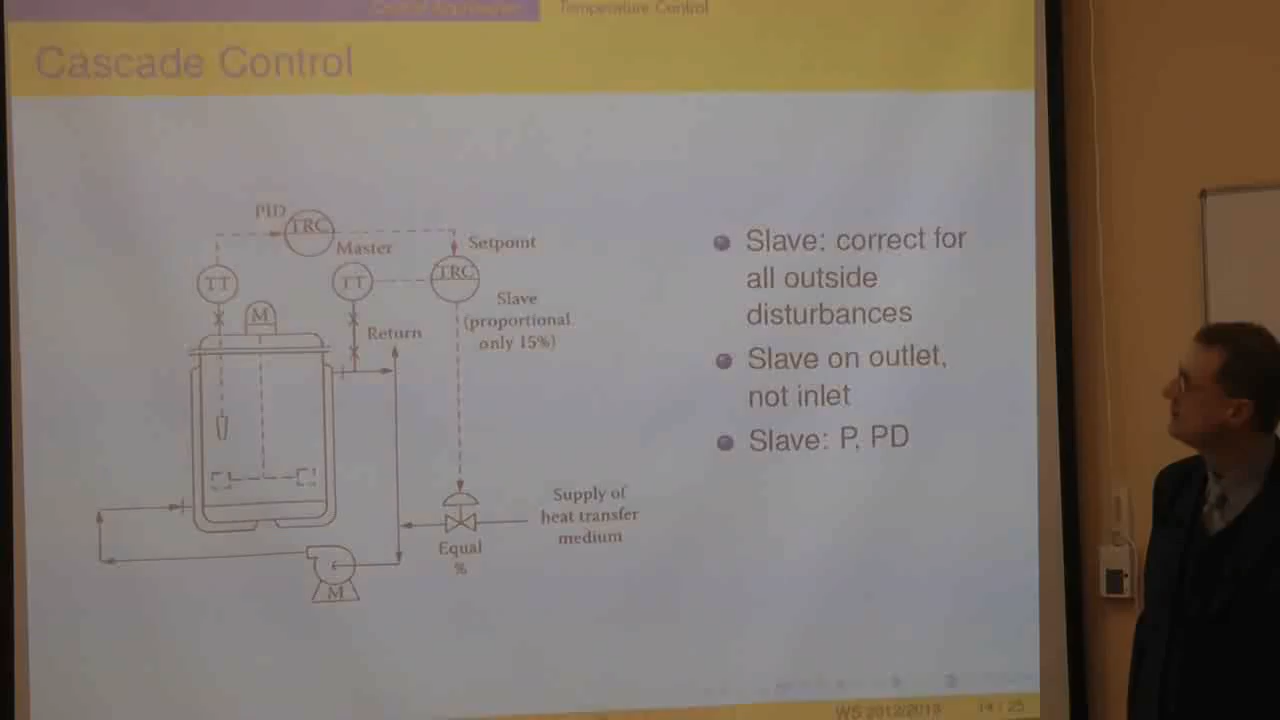 Temperature Control
Cascade Control
PID
TRC
Master
Setpoint
TT
TT
TRC
M
Return
Slave
(proportional
only 15%)
Slave: correct for
all outside
disturbances
Slave on outlet,
not inlet
Slave: P, PD
Supply of
heat transfer
medium
Equal
%
M
WS 2012/2013
14 / 25